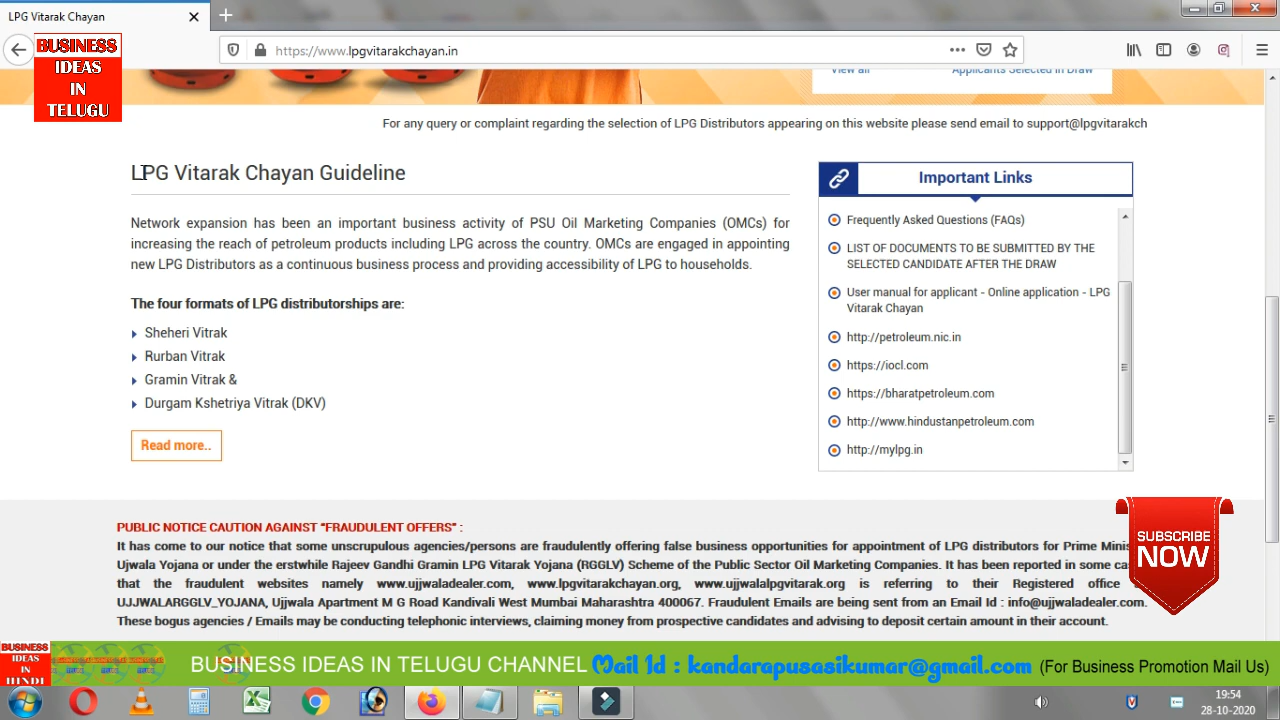 LPG Vitarak Chayan
BUSINESS
IDEAS
IN
TELUGU
https://www.lpgvitarakchayan.in
View all
Applicants Selected in Draw
For any query or complaint regarding the selection of LPG Distributors appearing on this website please send email to support@lpgvitarakch
LPG Vitarak Chayan Guideline
Network expansion has been an important business activity of PSU Oil Marketing Companies (OMCs) for
increasing the reach of petroleum products including LPG across the country. OMCs are engaged in appointing
new LPG Distributors as a continuous business process and providing accessibility of LPG to households.
The four formats of LPG distributorships are:
Sheheri Vitrak
Rurban Vitrak
Gramin Vitrak &
Durgam Kshetriya Vitrak (DKV)
Read more..
Important Links
Frequently Asked Questions (FAQs)
LIST OF DOCUMENTS TO BE SUBMITTED BY THE
SELECTED CANDIDATE AFTER THE DRAW
User manual for applicant - Online application - LPG
Vitarak Chayan
http://petroleum.nic.in
https://iocl.com
https://bharatpetroleum.com
http://www.hindustanpetroleum.com
http://mylpg.in
PUBLIC NOTICE CAUTION AGAINST "FRAUDULENT OFFERS" :
It has come to our notice that some unscrupulous agencies/persons are fraudulently offering false business opportunities for appointment of LPG distributors for Prime Minis
Ujwala Yojana or under the erstwhile Rajeev Gandhi Gramin LPG Vitarak Yojana (RGGLV) Scheme of the Public Sector Oil Marketing Companies. It has been reported in some cas
that the fraudulent websites namely www.ujjwaladealer.com, www.lpgvitarakchayan.org, www.ujjwalalpgvitarak.org is referring to their Registered office
UJJWALARGGLV_YOJANA, Ujjwala Apartment M G Road Kandivali West Mumbai Maharashtra 400067. Fraudulent Emails are being sent from an Email Id : info@ujjwaladealer.com.
These bogus agencies / Emails may be conducting telephonic interviews, claiming money from prospective candidates and advising to deposit certain amount in their account.
SUBSCRIBE
NOW
BUSINESS
IDEAS
IN
HINDI
BUSINESS IDEAS IN TELUGU CHANNEL
Mail Id : kandarapusasikumar@gmail.com
(For Business Promotion Mail Us)
19:54
28-10-2020